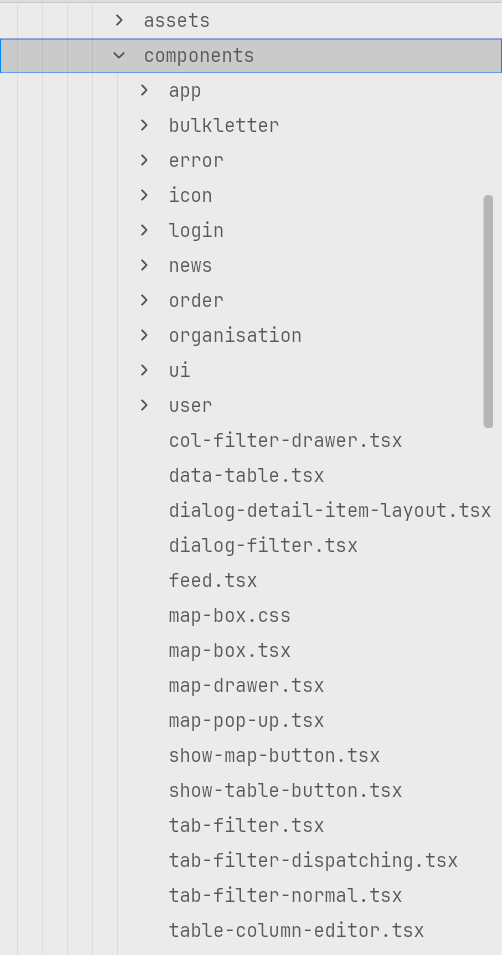 assets
components
app
bulkletter
error
icon
login
news
order
organisation
ui
user
col-filter-drawer.tsx
data-table.tsx
dialog-detail-item-layout.tsx
dialog-filter.tsx
feed.tsx
map-box.css
map-box.tsx
map-drawer.tsx
map-pop-up.tsx
show-map-button.tsx
show-table-button.tsx
tab-filter.tsx
tab-filter-dispatching.tsx
tab-filter-normal.tsx
table-column-editor.tsx